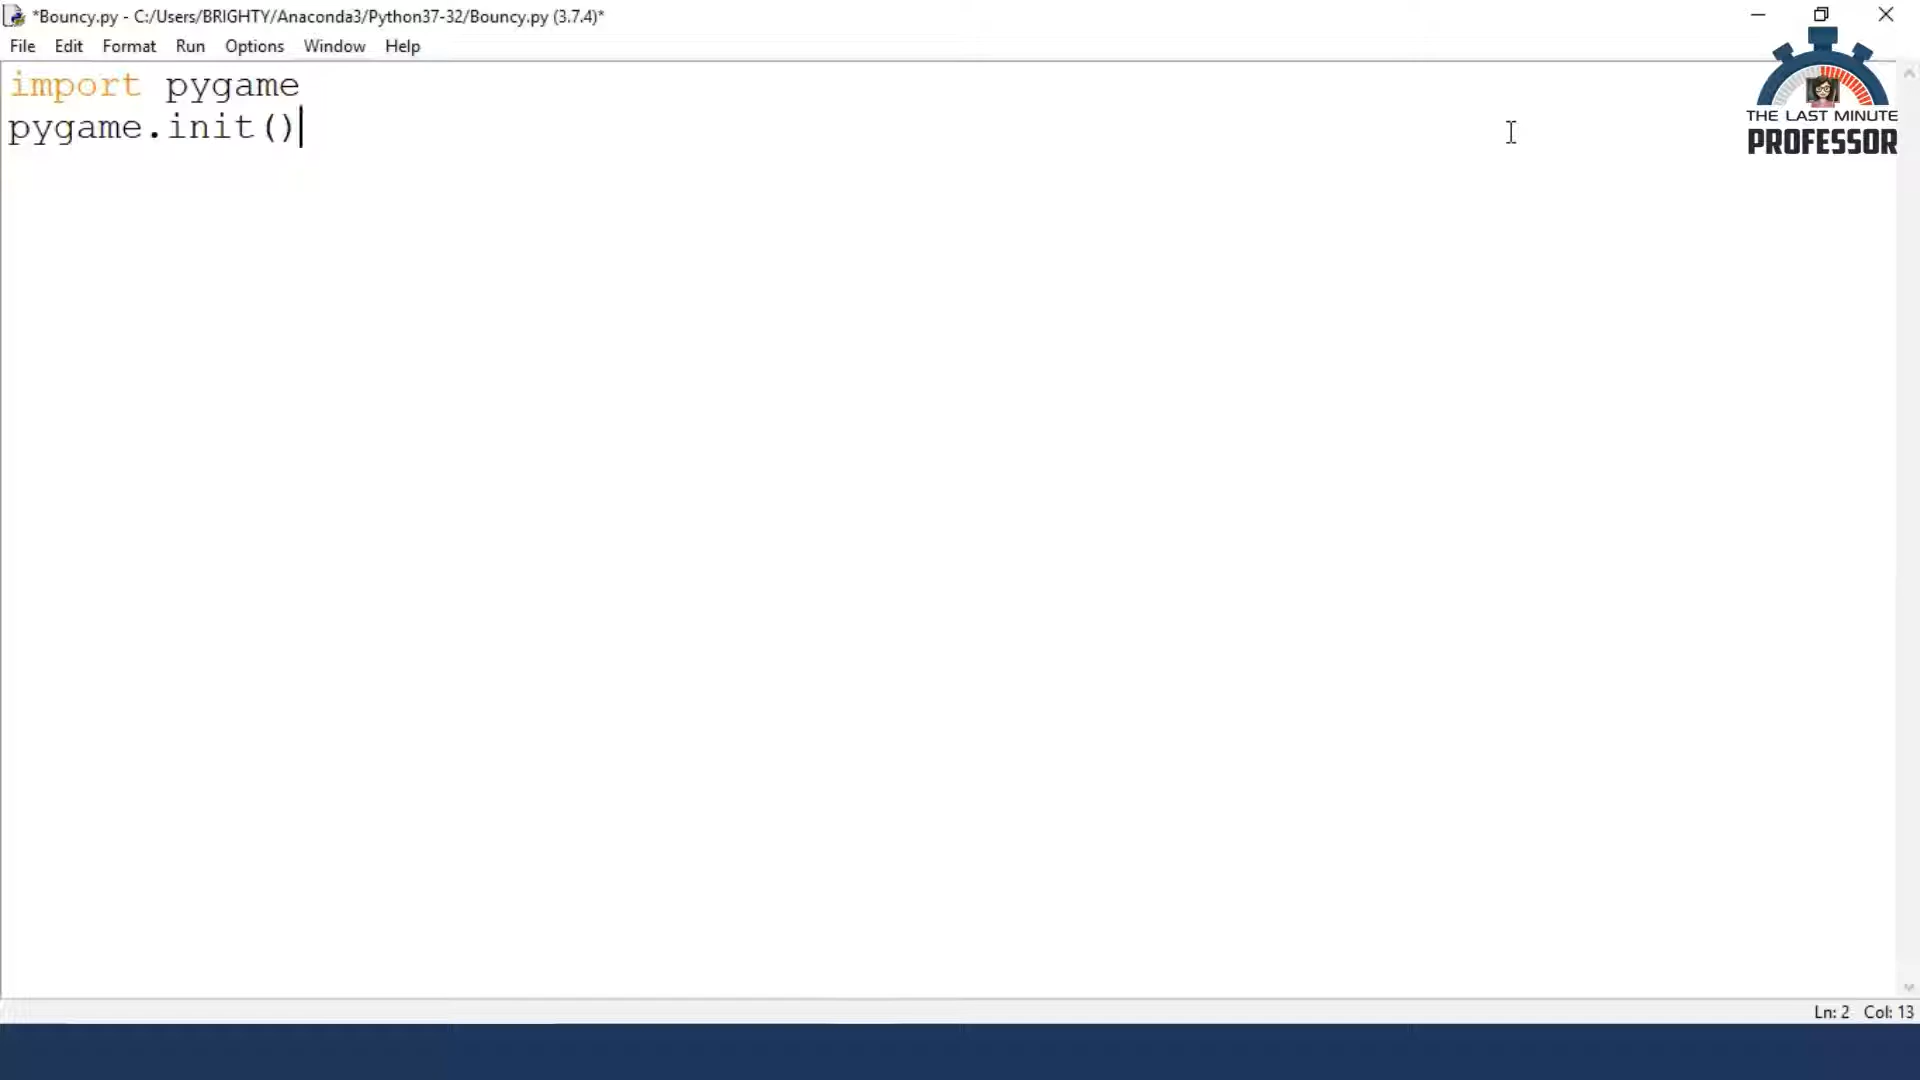 *Bouncy.py - C:/Users/BRIGHTY/Anaconda3/Python37-32/Bouncy.py (3.7.4)*
File Edit Format Run Options Window Help
import pygame
pygame.init()
THE LAST MINUTE
PROFESSOR
Ln: 2 Col: 13